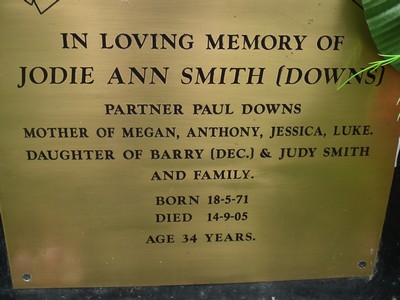 IN LOVING MEMORY OF
JODIE ANN SMITH (DOWNS)
PARTNER PAUL DOWNS
MOTHER OF MEGAN, ANTHONY, JESSICA, LUKE.
DAUGHTER OF BARRY (DEC.) & JUDY SMITH
AND FAMILY.
BORN 18-5-71
DIED 14-9-05
AGE 34 YEARS.